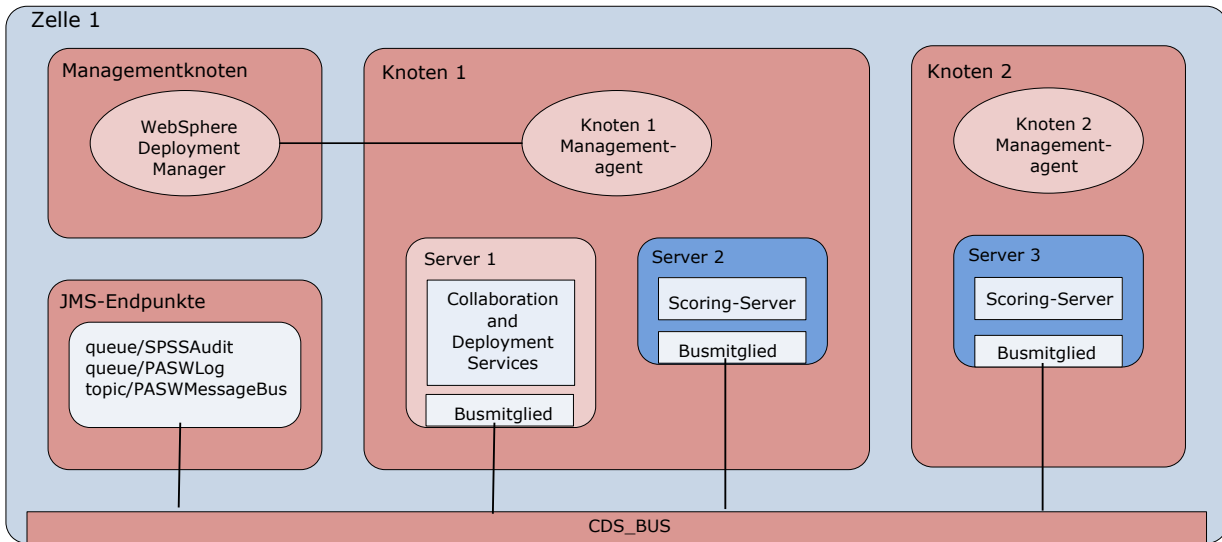 Zelle 1
Managementknoten
WebSphere
Deployment
Manager
JMS-Endpunkte
queue/SPSSAudit
queue/PASWLog
topic/PASWMessageBus
Knoten 1
Knoten 1
Management-
agent
Server 1
Collaboration
and
Deployment
Services
Busmitglied
Server 2
Scoring-Server
Busmitglied
Knoten 2
Knoten 2
Management-
agent
Server 3
Scoring-Server
Busmitglied
CDS_BUS